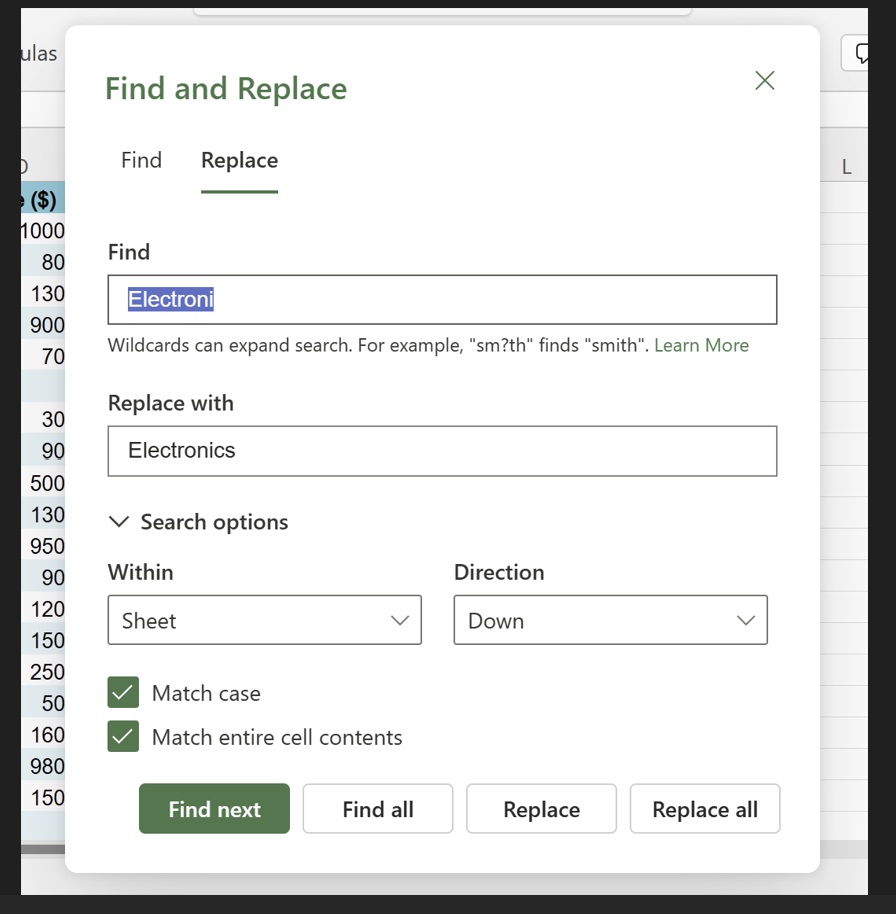 ulas
Find and Replace
Find Replace
L
($)
Find
1000
80
Electroni
130
900
Wildcards can expand search. For example, "sm?th" finds "smith". Learn More
70
Replace with
30
Electronics
90
500
Search options
130
950
Within Direction
90
120
Sheet Down
150
250
Match case
50
Match entire cell contents
160
980
150
Find next Find all Replace Replace all